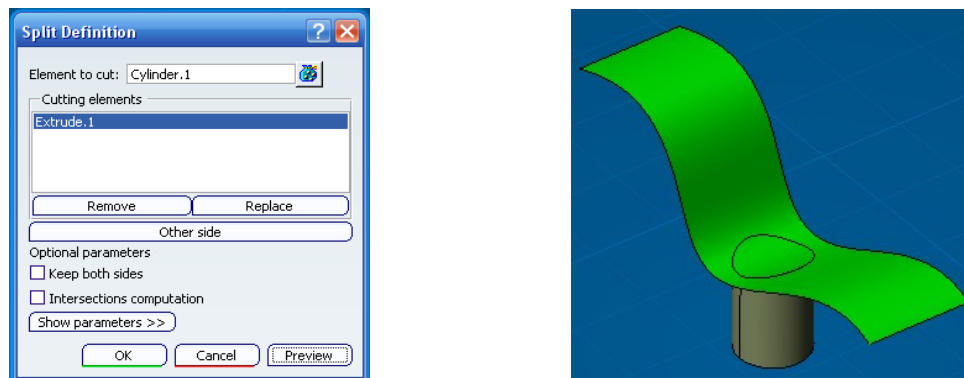 Split Definition
Element to cut: Cylinder.1
Cutting elements
Extrude.1
Remove Replace
Other side
Optional parameters
Keep both sides
Intersections computation
Show parameters >>
OK Cancel Preview